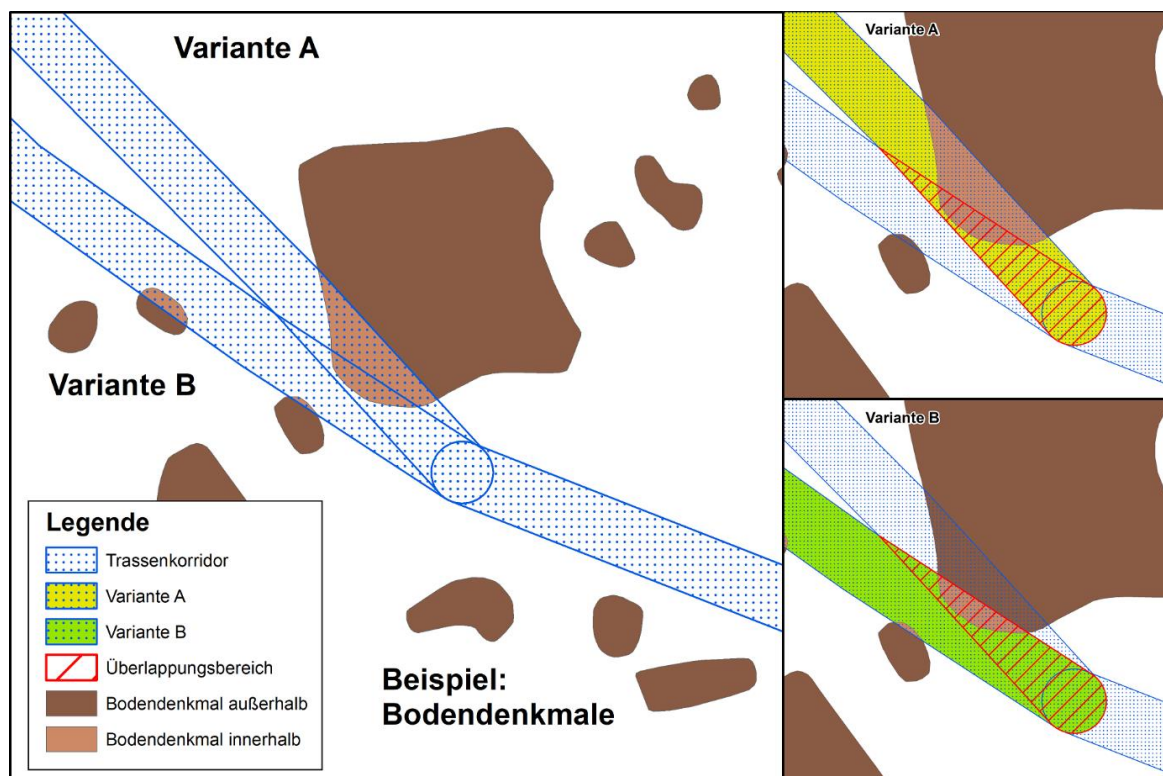 Variante A
Variante B
Beispiel:
Bodendenkmale
Legende
Trassenkorridor
Variante A
Variante B
Überlappungsbereich
Bodendenkmal außerhalb
Bodendenkmal innerhalb
Variante A
Variante B